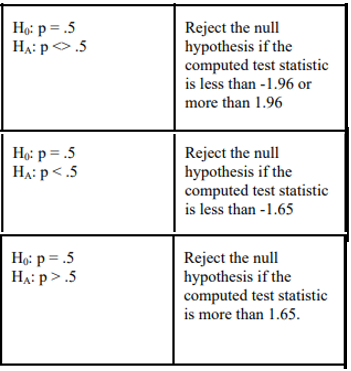 H₀: p = .5
Hₐ: p <> .5
Reject the null
hypothesis if the
computed test statistic
is less than -1.96 or
more than 1.96
H₀: p = .5
Hₐ: p < .5
Reject the null
hypothesis if the
computed test statistic
is less than -1.65
H₀: p = .5
Hₐ: p > .5
Reject the null
hypothesis if the
computed test statistic
is more than 1.65.